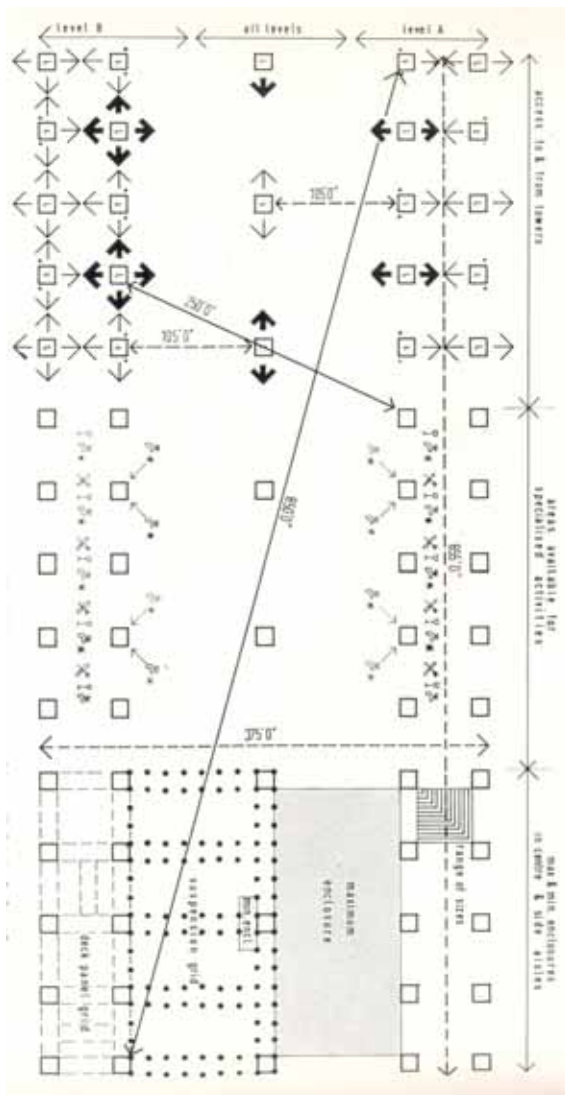 level B
all levels
level A
access to & from towers
105'.0"
250'.0"
105'.0"
850'.0"
areas available for
specialised activities
375'0"
max & min. enclosures
in centre & side aisles
range of sizes
maximum
enclosure
min encl
suspension grid
deck panel grid